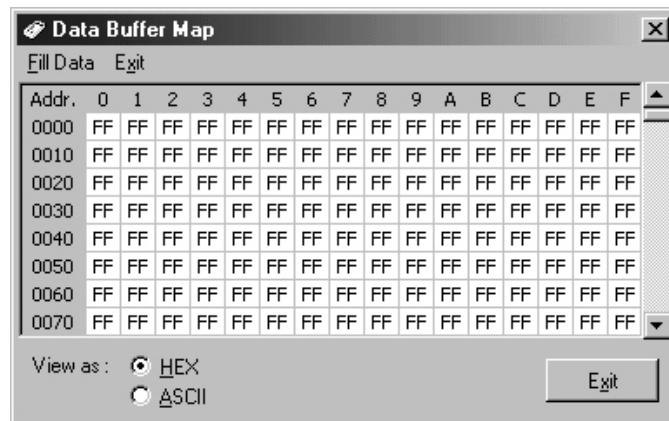 Data Buffer Map
Fill Data Exit
Addr. 0 1 2 3 4 5 6 7 8 9 A B C D E F
0000 FF FF FF FF FF FF FF FF FF FF FF FF FF FF FF FF
0010 FF FF FF FF FF FF FF FF FF FF FF FF FF FF FF FF
0020 FF FF FF FF FF FF FF FF FF FF FF FF FF FF FF FF
0030 FF FF FF FF FF FF FF FF FF FF FF FF FF FF FF FF
0040 FF FF FF FF FF FF FF FF FF FF FF FF FF FF FF FF
0050 FF FF FF FF FF FF FF FF FF FF FF FF FF FF FF FF
0060 FF FF FF FF FF FF FF FF FF FF FF FF FF FF FF FF
0070 FF FF FF FF FF FF FF FF FF FF FF FF FF FF FF FF
View as : HEX
ASCII
Exit